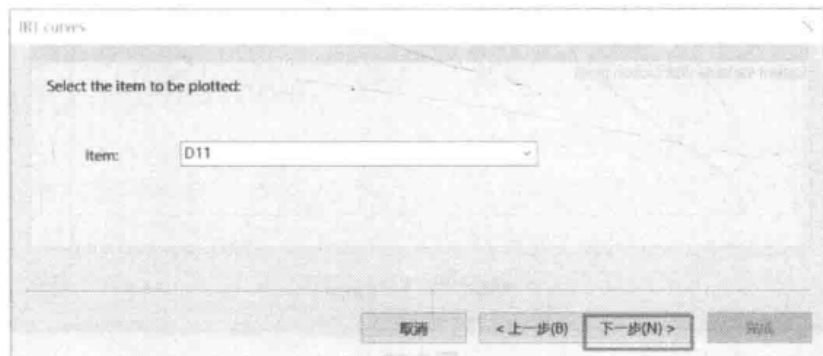 IRT curves
Select the item to be plotted:
Item: D11
取消 < 上一步(B) 下一步(N) > 完成